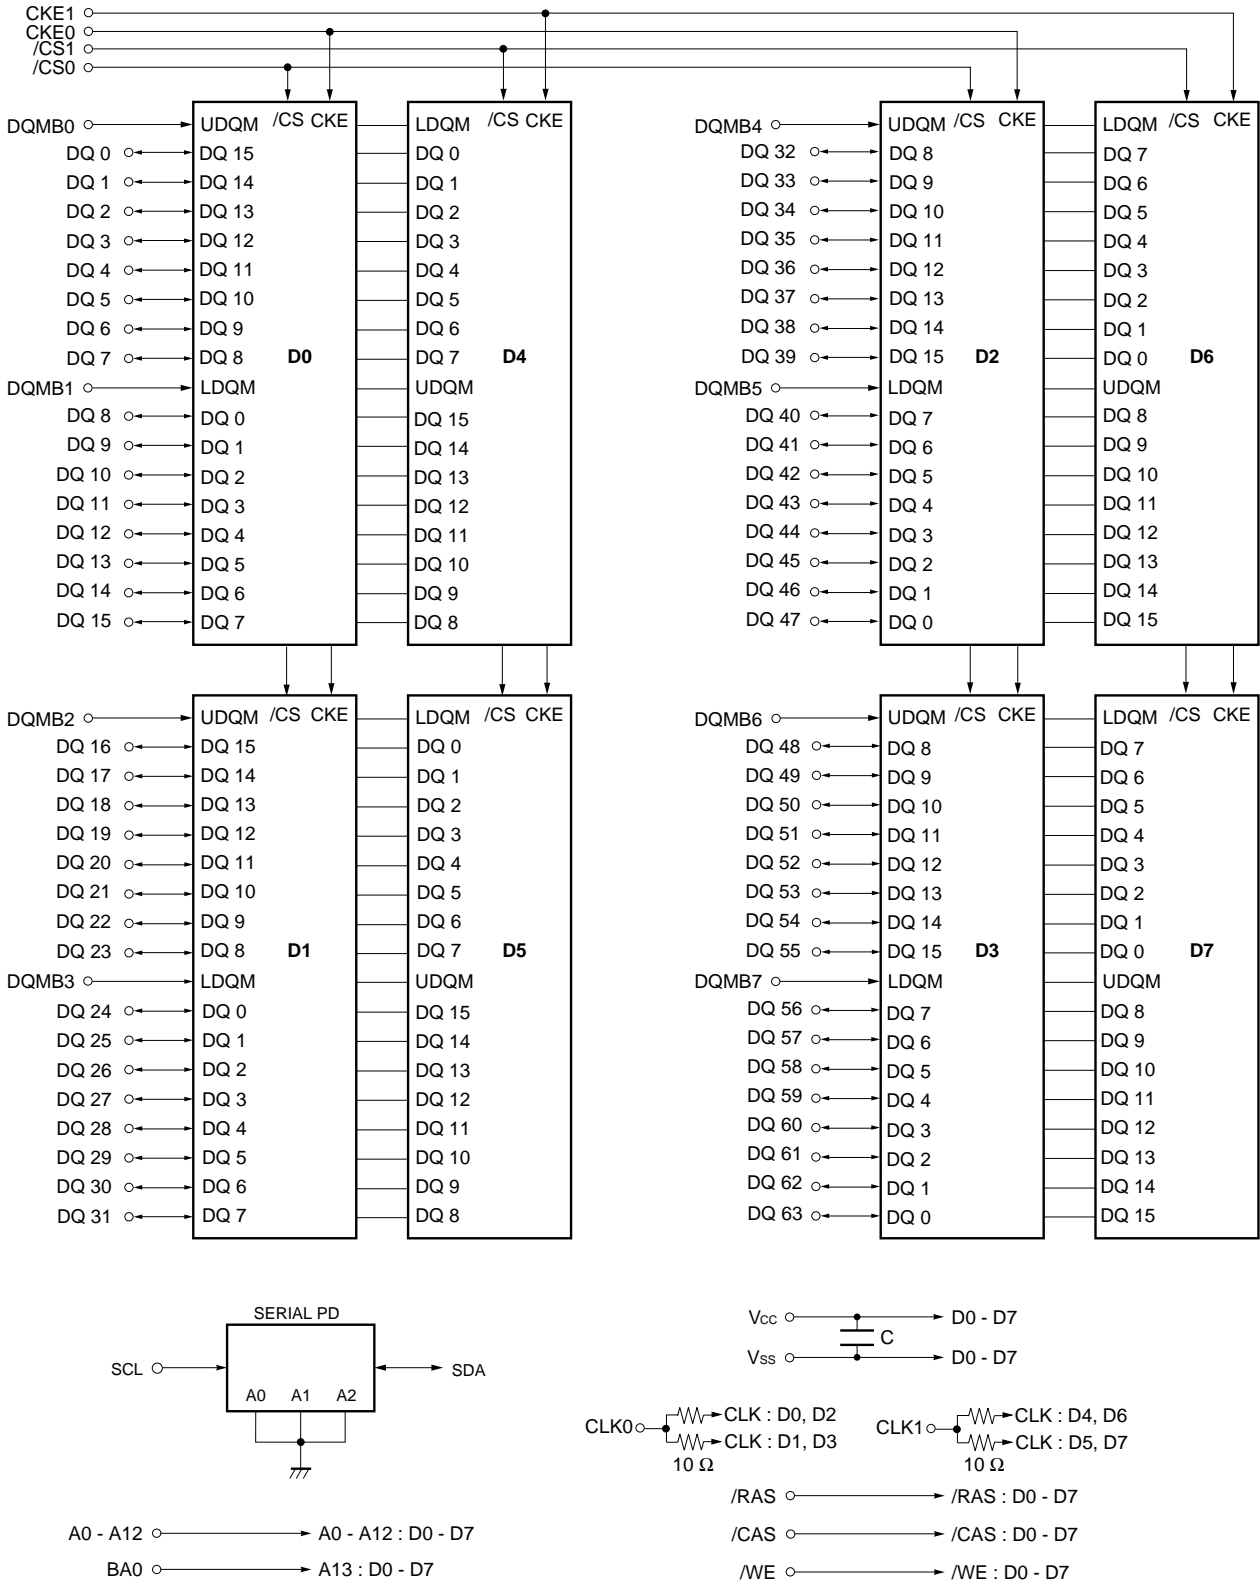 CKE1
CKE0
/CS1
/CS0
DQMB0 UDQM /CS CKE LDQM /CS CKE DQMB4 UDQM /CS CKE LDQM /CS CKE
DQ 0 DQ 15 DQ 0 DQ 32 DQ 8 DQ 7
DQ 1 DQ 14 DQ 1 DQ 33 DQ 9 DQ 6
DQ 2 DQ 13 DQ 2 DQ 34 DQ 10 DQ 5
DQ 3 DQ 12 DQ 3 DQ 35 DQ 11 DQ 4
DQ 4 DQ 11 DQ 4 DQ 36 DQ 12 DQ 3
DQ 5 DQ 10 DQ 5 DQ 37 DQ 13 DQ 2
DQ 6 DQ 9 DQ 6 DQ 38 DQ 14 DQ 1
DQ 7 DQ 8 D0 DQ 7 D4 DQ 39 DQ 15 D2 DQ 0 D6
DQMB1 LDQM UDQM DQMB5 LDQM UDQM
DQ 8 DQ 0 DQ 15 DQ 40 DQ 7 DQ 8
DQ 9 DQ 1 DQ 14 DQ 41 DQ 6 DQ 9
DQ 10 DQ 2 DQ 13 DQ 42 DQ 5 DQ 10
DQ 11 DQ 3 DQ 12 DQ 43 DQ 4 DQ 11
DQ 12 DQ 4 DQ 11 DQ 44 DQ 3 DQ 12
DQ 13 DQ 5 DQ 10 DQ 45 DQ 2 DQ 13
DQ 14 DQ 6 DQ 9 DQ 46 DQ 1 DQ 14
DQ 15 DQ 7 DQ 8 DQ 47 DQ 0 DQ 15
DQMB2 UDQM /CS CKE LDQM /CS CKE DQMB6 UDQM /CS CKE LDQM /CS CKE
DQ 16 DQ 15 DQ 0 DQ 48 DQ 8 DQ 7
DQ 17 DQ 14 DQ 1 DQ 49 DQ 9 DQ 6
DQ 18 DQ 13 DQ 2 DQ 50 DQ 10 DQ 5
DQ 19 DQ 12 DQ 3 DQ 51 DQ 11 DQ 4
DQ 20 DQ 11 DQ 4 DQ 52 DQ 12 DQ 3
DQ 21 DQ 10 DQ 5 DQ 53 DQ 13 DQ 2
DQ 22 DQ 9 DQ 6 DQ 54 DQ 14 DQ 1
DQ 23 DQ 8 D1 DQ 7 D5 DQ 55 DQ 15 D3 DQ 0 D7
DQMB3 LDQM UDQM DQMB7 LDQM UDQM
DQ 24 DQ 0 DQ 15 DQ 56 DQ 7 DQ 8
DQ 25 DQ 1 DQ 14 DQ 57 DQ 6 DQ 9
DQ 26 DQ 2 DQ 13 DQ 58 DQ 5 DQ 10
DQ 27 DQ 3 DQ 12 DQ 59 DQ 4 DQ 11
DQ 28 DQ 4 DQ 11 DQ 60 DQ 3 DQ 12
DQ 29 DQ 5 DQ 10 DQ 61 DQ 2 DQ 13
DQ 30 DQ 6 DQ 9 DQ 62 DQ 1 DQ 14
DQ 31 DQ 7 DQ 8 DQ 63 DQ 0 DQ 15
SERIAL PD
SCL SDA
A0 A1 A2
Vcc D0 - D7
C
Vss D0 - D7
CLK0 CLK : D0, D2
CLK : D1, D3
10 Ω
CLK1 CLK : D4, D6
CLK : D5, D7
10 Ω
/RAS /RAS : D0 - D7
A0 - A12 A0 - A12 : D0 - D7 /CAS /CAS : D0 - D7
BA0 A13 : D0 - D7 /WE /WE : D0 - D7